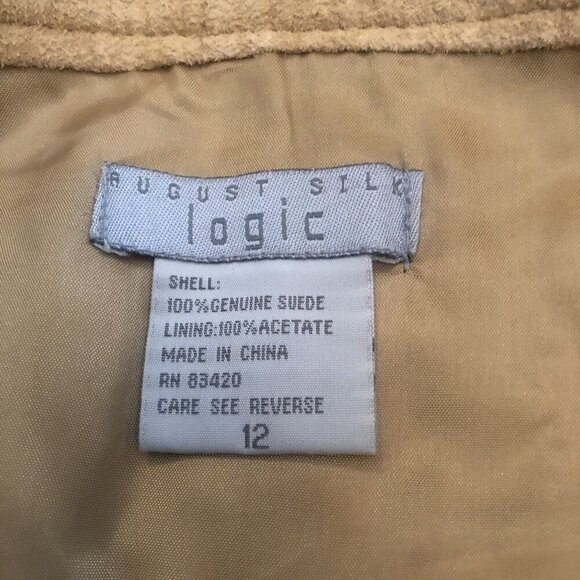 AUGUST SILK
logic
SHELL:
100%GENUINE SUEDE
LINING:100%ACETATE
MADE IN CHINA
RN 83420
CARE SEE REVERSE
12